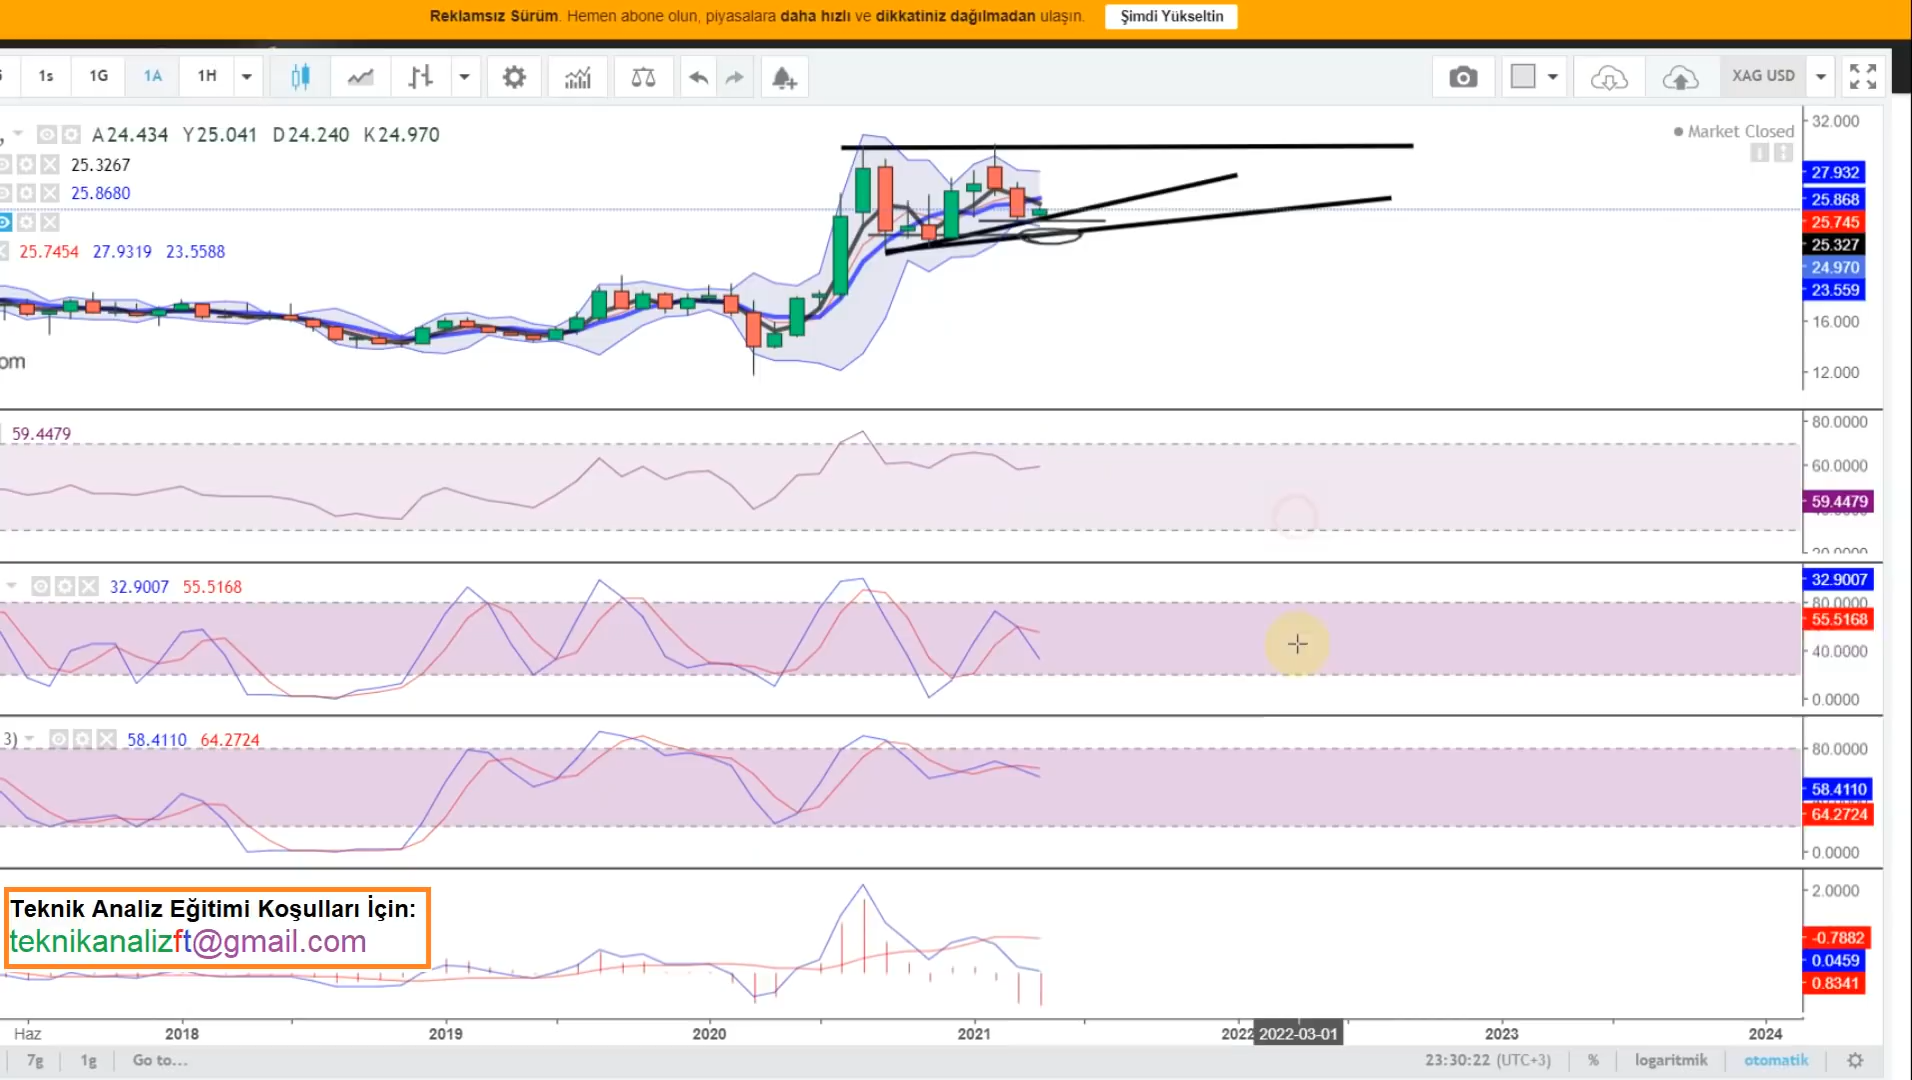 Reklamsız Sürüm. Hemen abone olun, piyasalara daha hızlı ve dikkatiniz dağılmadan ulaşın. Şimdi Yükseltin
1s 1G 1A 1H XAG USD
A24.434 Y25.041 D24.240 K24.970
Market Closed
25.3267
25.8680
25.7454 27.9319 23.5588
om
32.000
27.932
25.868
25.745
25.327
24.970
23.559
16.000
12.000
59.4479
80.0000
60.0000
59.4479
32.9007 55.5168
32.9007
80.0000
55.5168
40.0000
0.0000
3) 58.4110 64.2724
80.0000
58.4110
64.2724
0.0000
Teknik Analiz Eğitimi Koşulları İçin:
teknikanalizft@gmail.com
2.0000
-0.7882
0.0459
0.8341
Haz 2018 2019 2020 2021 2022 2022-03-01 2023 2024
7g 1g Go to... 23:30:22 (UTC+3) % logaritmik otomatik